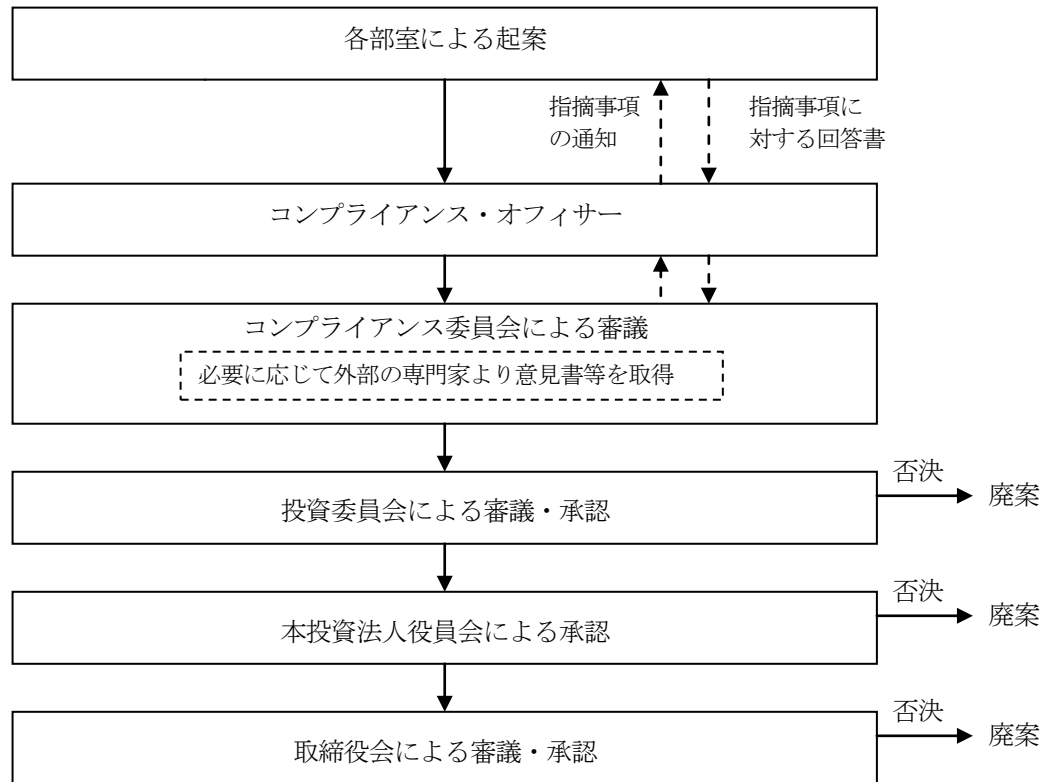 各部室による起案
指摘事項
の通知
指摘事項に
対する回答書
コンプライアンス・オフィサー
コンプライアンス委員会による審議
必要に応じて外部の専門家より意見書等を取得
投資委員会による審議・承認
否決
廃案
本投資法人役員会による承認
否決
廃案
取締役会による審議・承認
否決
廃案